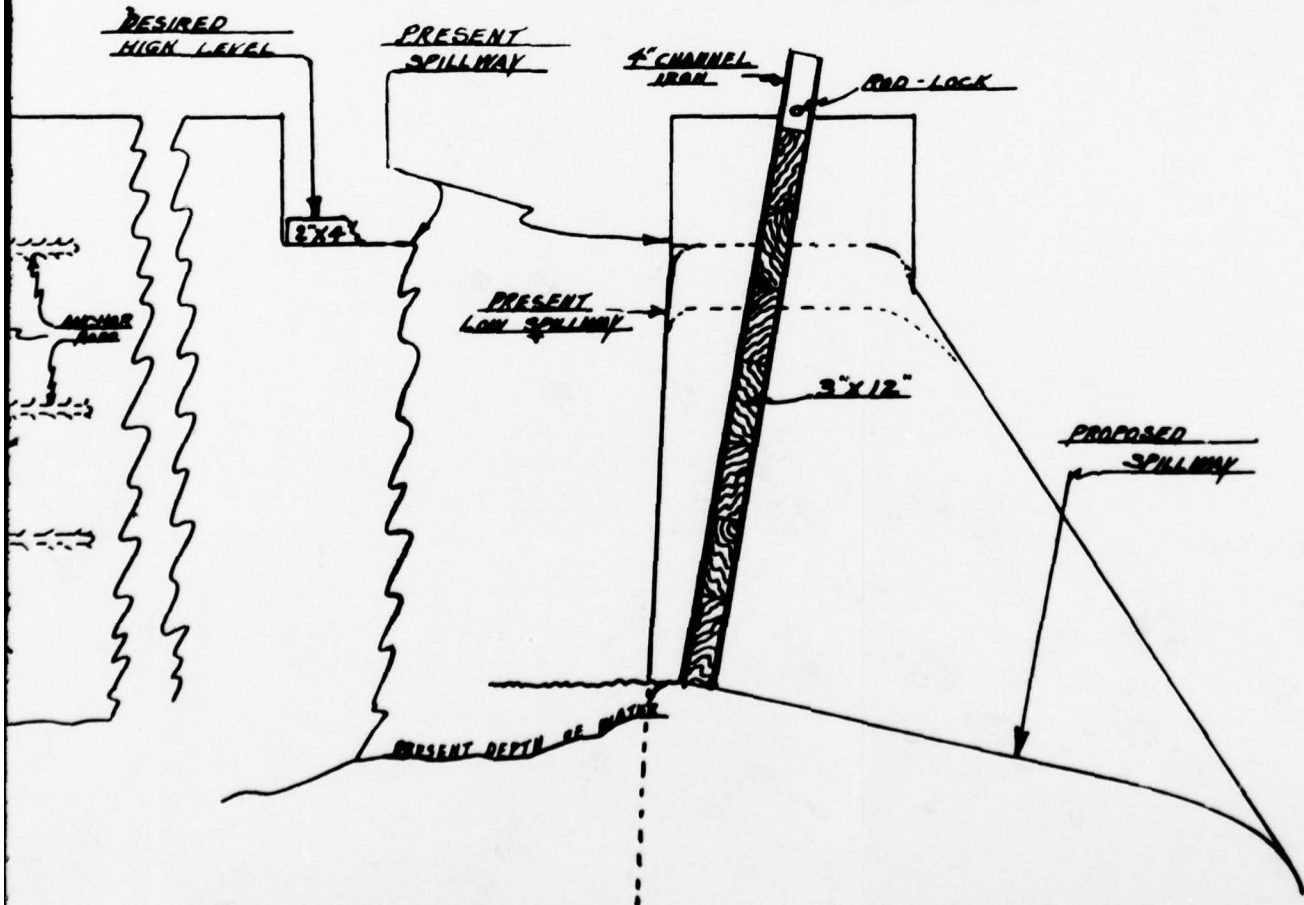 DESIRED
HIGH LEVEL
PRESENT
SPILLWAY
4" CHANNEL
IRON
ROD-LOCK
2"X4"
ANCHOR
RODS
PRESENT
LOW SPILLWAY
3"X12"
PROPOSED
SPILLWAY
PRESENT DEPTH OF WATER